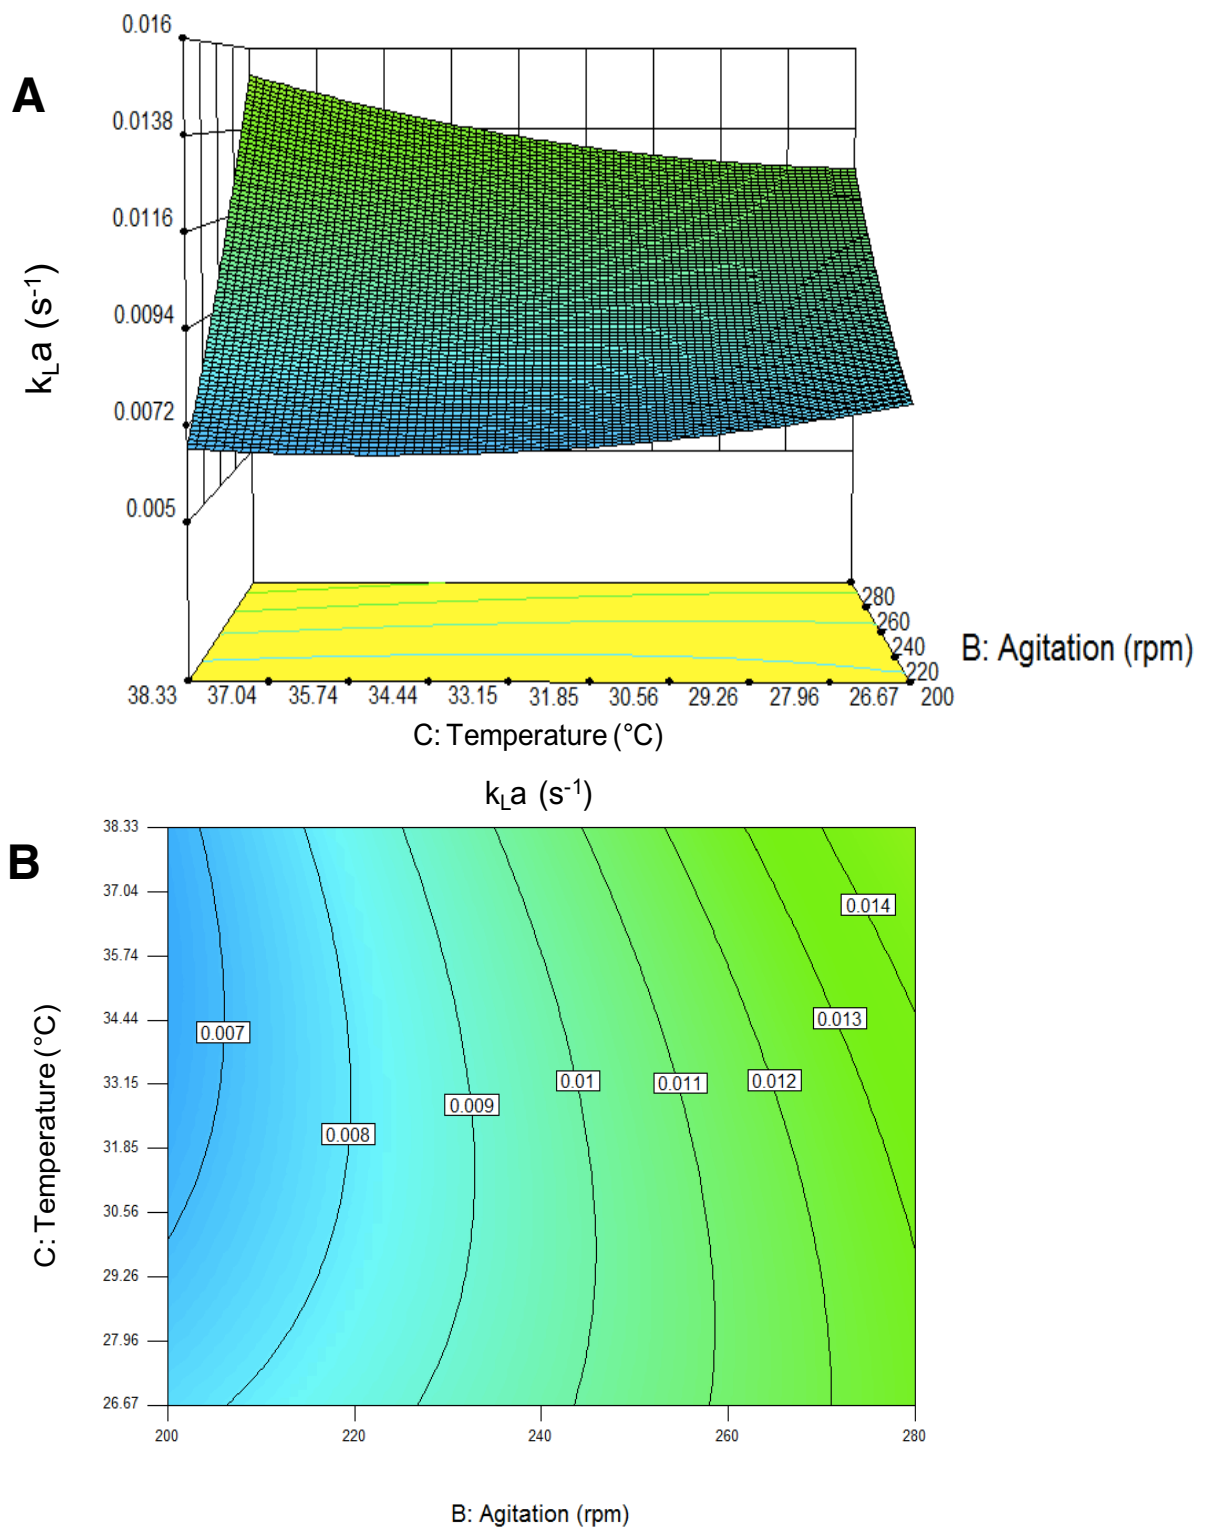 A
0.016
0.0138
0.0116
0.0094
0.0072
0.005
kLa (s-1)
280
260
240
220
200
B: Agitation (rpm)
38.33 37.04 35.74 34.44 33.15 31.85 30.56 29.26 27.96 26.67
C: Temperature (°C)
kLa (s-1)
B
38.33
37.04
35.74
34.44
33.15
31.85
30.56
29.26
27.96
26.67
C: Temperature (°C)
0.014
0.013
0.007
0.01
0.011
0.012
0.009
0.008
200 220 240 260 280
B: Agitation (rpm)